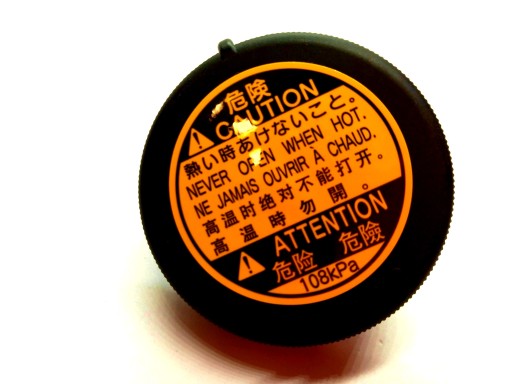 危険
CAUTION
熱い時あけないこと。
NEVER OPEN WHEN HOT.
NE JAMAIS OUVRIR À CHAUD.
高温时绝对不能打开。
高温時勿開。
ATTENTION
危险 危險
108kPa